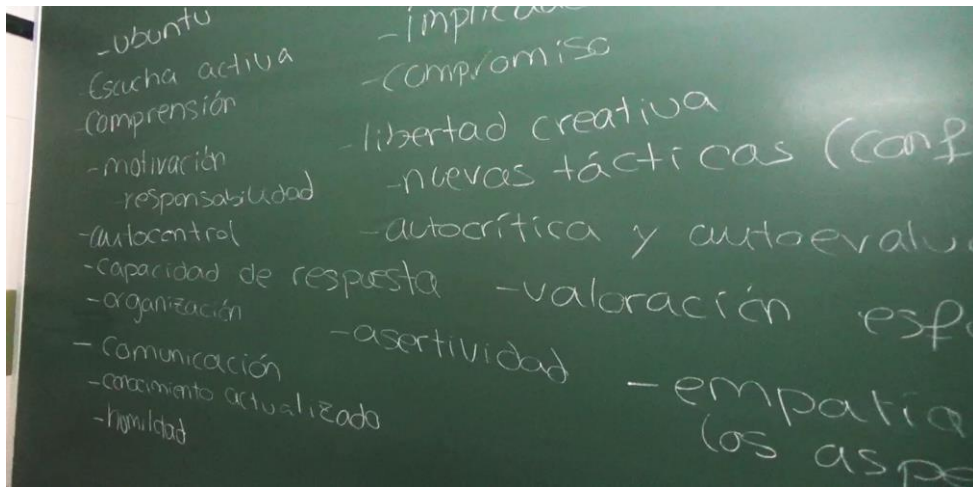 -ubuntu
Escucha activa
-comprensión
-motivación
responsabilidad
-autocontrol
-capacidad de respuesta
-organización
-comunicación
-conocimiento actualizado
-humildad
-compromiso
-libertad creativa
-nuevas tácticas
-autocrítica y
-valoración
-asertividad
-empatía
los